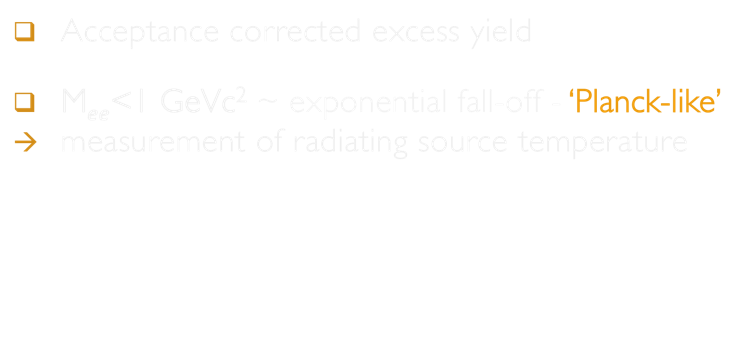 ❑ Acceptance corrected excess yield
❑ Mₑₑ<1 GeVc² ~ exponential fall-off - ‘Planck-like’
→ measurement of radiating source temperature